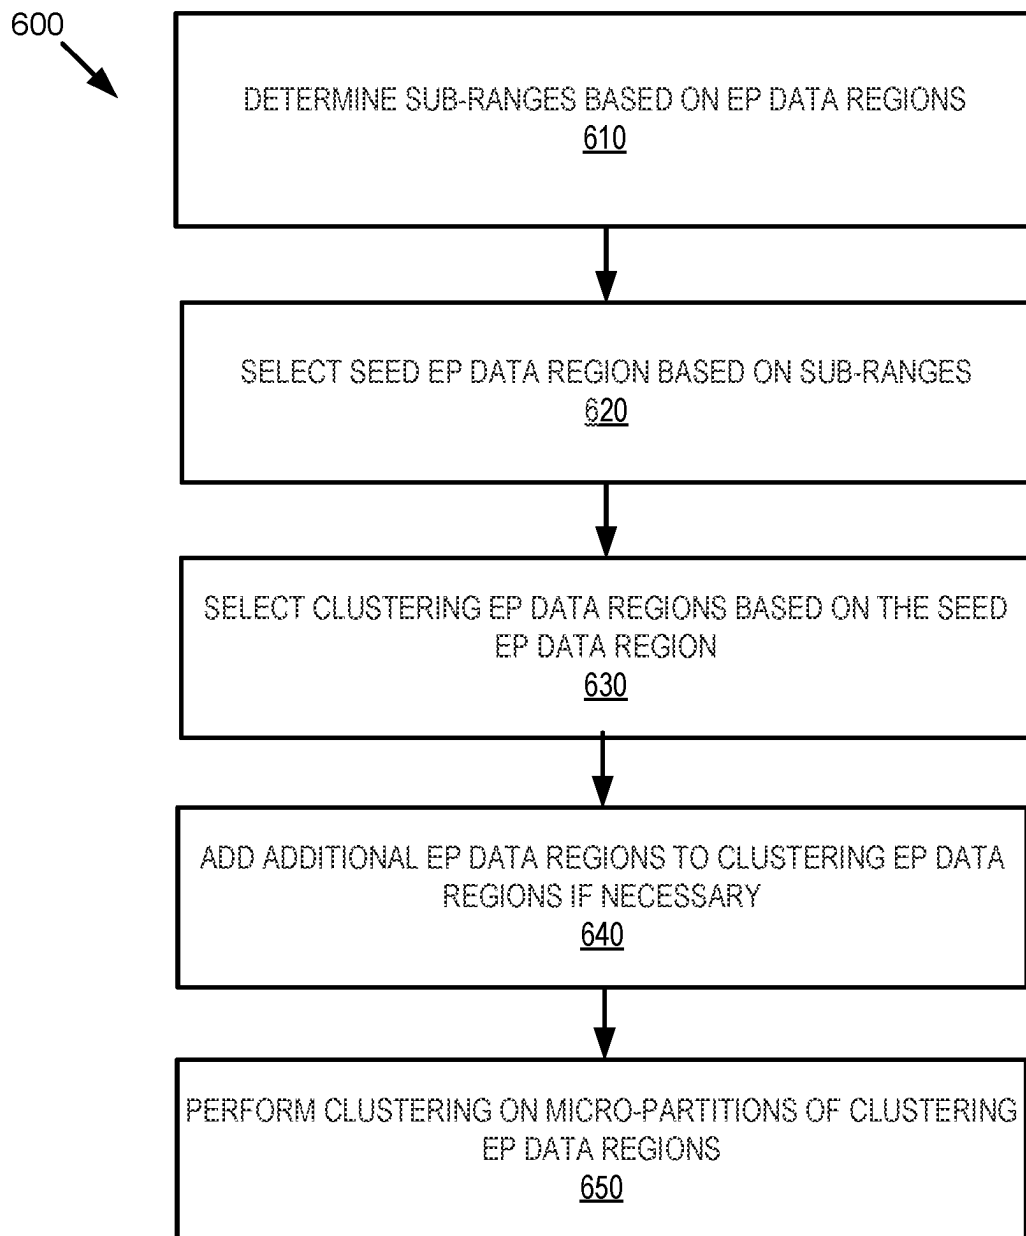 600
DETERMINE SUB-RANGES BASED ON EP DATA REGIONS
610
SELECT SEED EP DATA REGION BASED ON SUB-RANGES
620
SELECT CLUSTERING EP DATA REGIONS BASED ON THE SEED
EP DATA REGION
630
ADD ADDITIONAL EP DATA REGIONS TO CLUSTERING EP DATA
REGIONS IF NECESSARY
640
PERFORM CLUSTERING ON MICRO-PARTITIONS OF CLUSTERING
EP DATA REGIONS
650